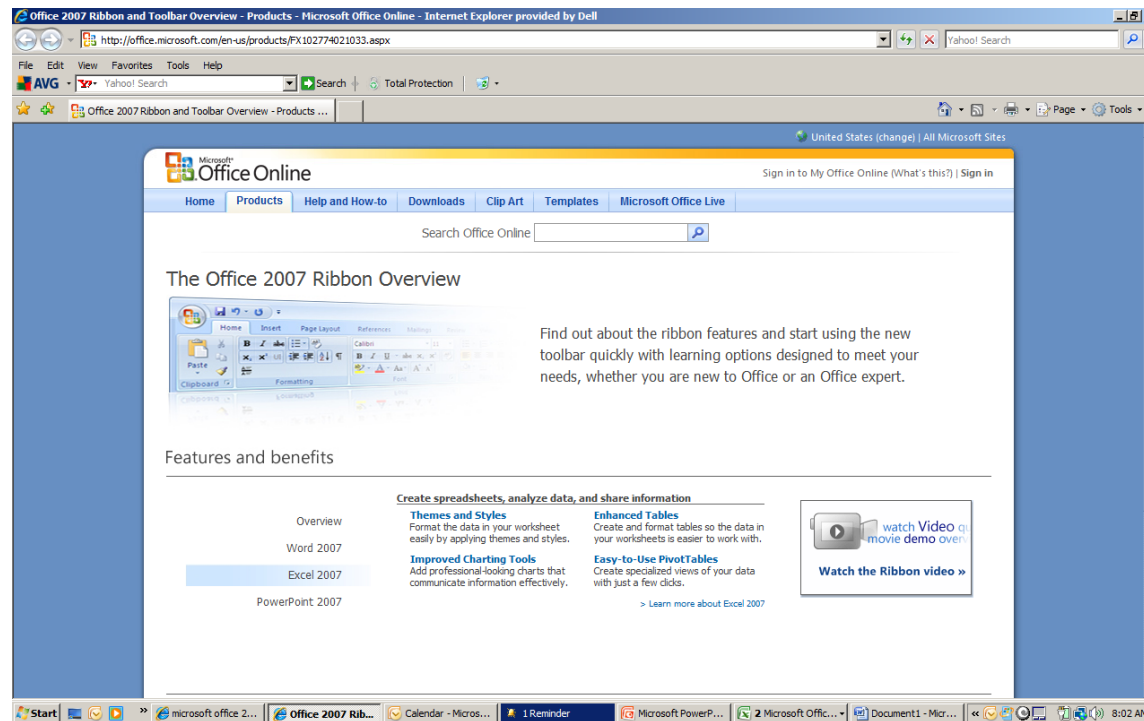 Office 2007 Ribbon and Toolbar Overview - Products - Microsoft Office Online - Internet Explorer provided by Dell
http://office.microsoft.com/en-us/products/FX102774021033.aspx Yahoo! Search
File Edit View Favorites Tools Help
AVG Yahoo! Search Search Total Protection
Office 2007 Ribbon and Toolbar Overview - Products ... Page Tools
United States (change) | All Microsoft Sites
Microsoft
Office Online
Sign in to My Office Online (What's this?) | Sign in
Home Products Help and How-to Downloads Clip Art Templates Microsoft Office Live
Search Office Online
The Office 2007 Ribbon Overview
Home Insert Page Layout References Mailings
Calibri
Paste
Clipboard Formatting Font
Find out about the ribbon features and start using the new
toolbar quickly with learning options designed to meet your
needs, whether you are new to Office or an Office expert.
Features and benefits
Overview
Word 2007
Excel 2007
PowerPoint 2007
Create spreadsheets, analyze data, and share information
Themes and Styles
Format the data in your worksheet
easily by applying themes and styles.
Improved Charting Tools
Add professional-looking charts that
communicate information effectively.
Enhanced Tables
Create and format tables so the data in
your worksheets is easier to work with.
Easy-to-Use PivotTables
Create specialized views of your data
with just a few clicks.
> Learn more about Excel 2007
watch Video qu
movie demo over
Watch the Ribbon video »
Start » microsoft office 2... Office 2007 Rib... Calendar - Micros... 1 Reminder Microsoft PowerP... 2 Microsoft Offic... Document1 - Micr... « 8:02 A